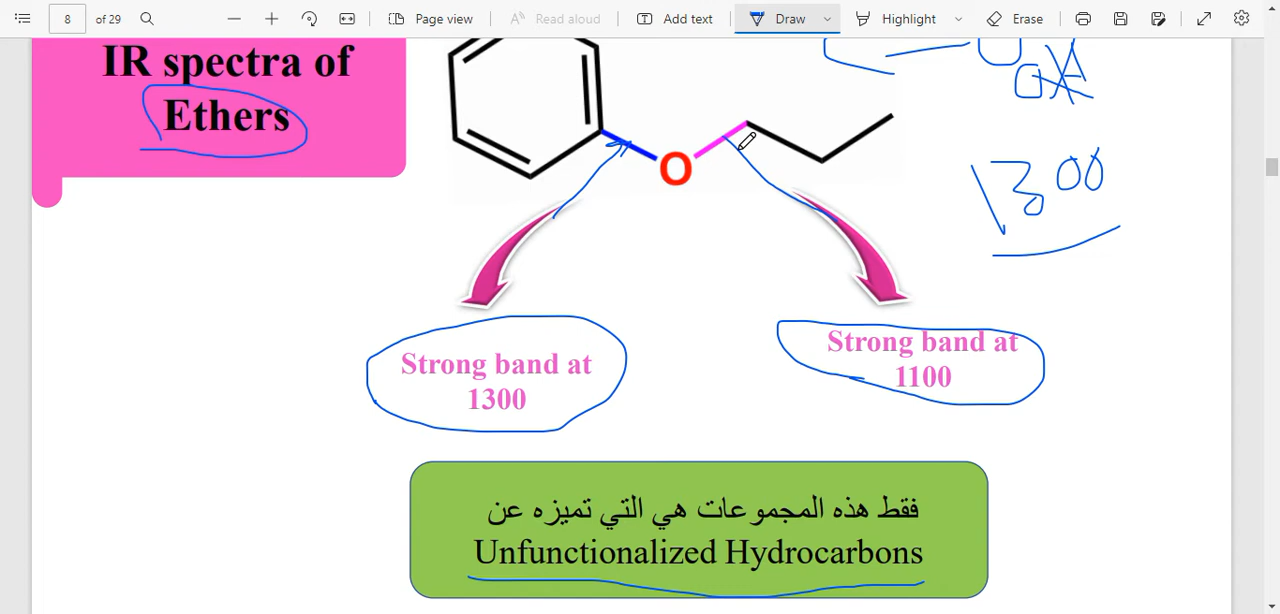 8 of 29
Page view
Read aloud
Add text
Draw
Highlight
Erase
IR spectra of
Ethers
O
1300
Strong band at
1300
Strong band at
1100
فقط هذه المجموعات هي التي تميزه عن
Unfunctionalized Hydrocarbons